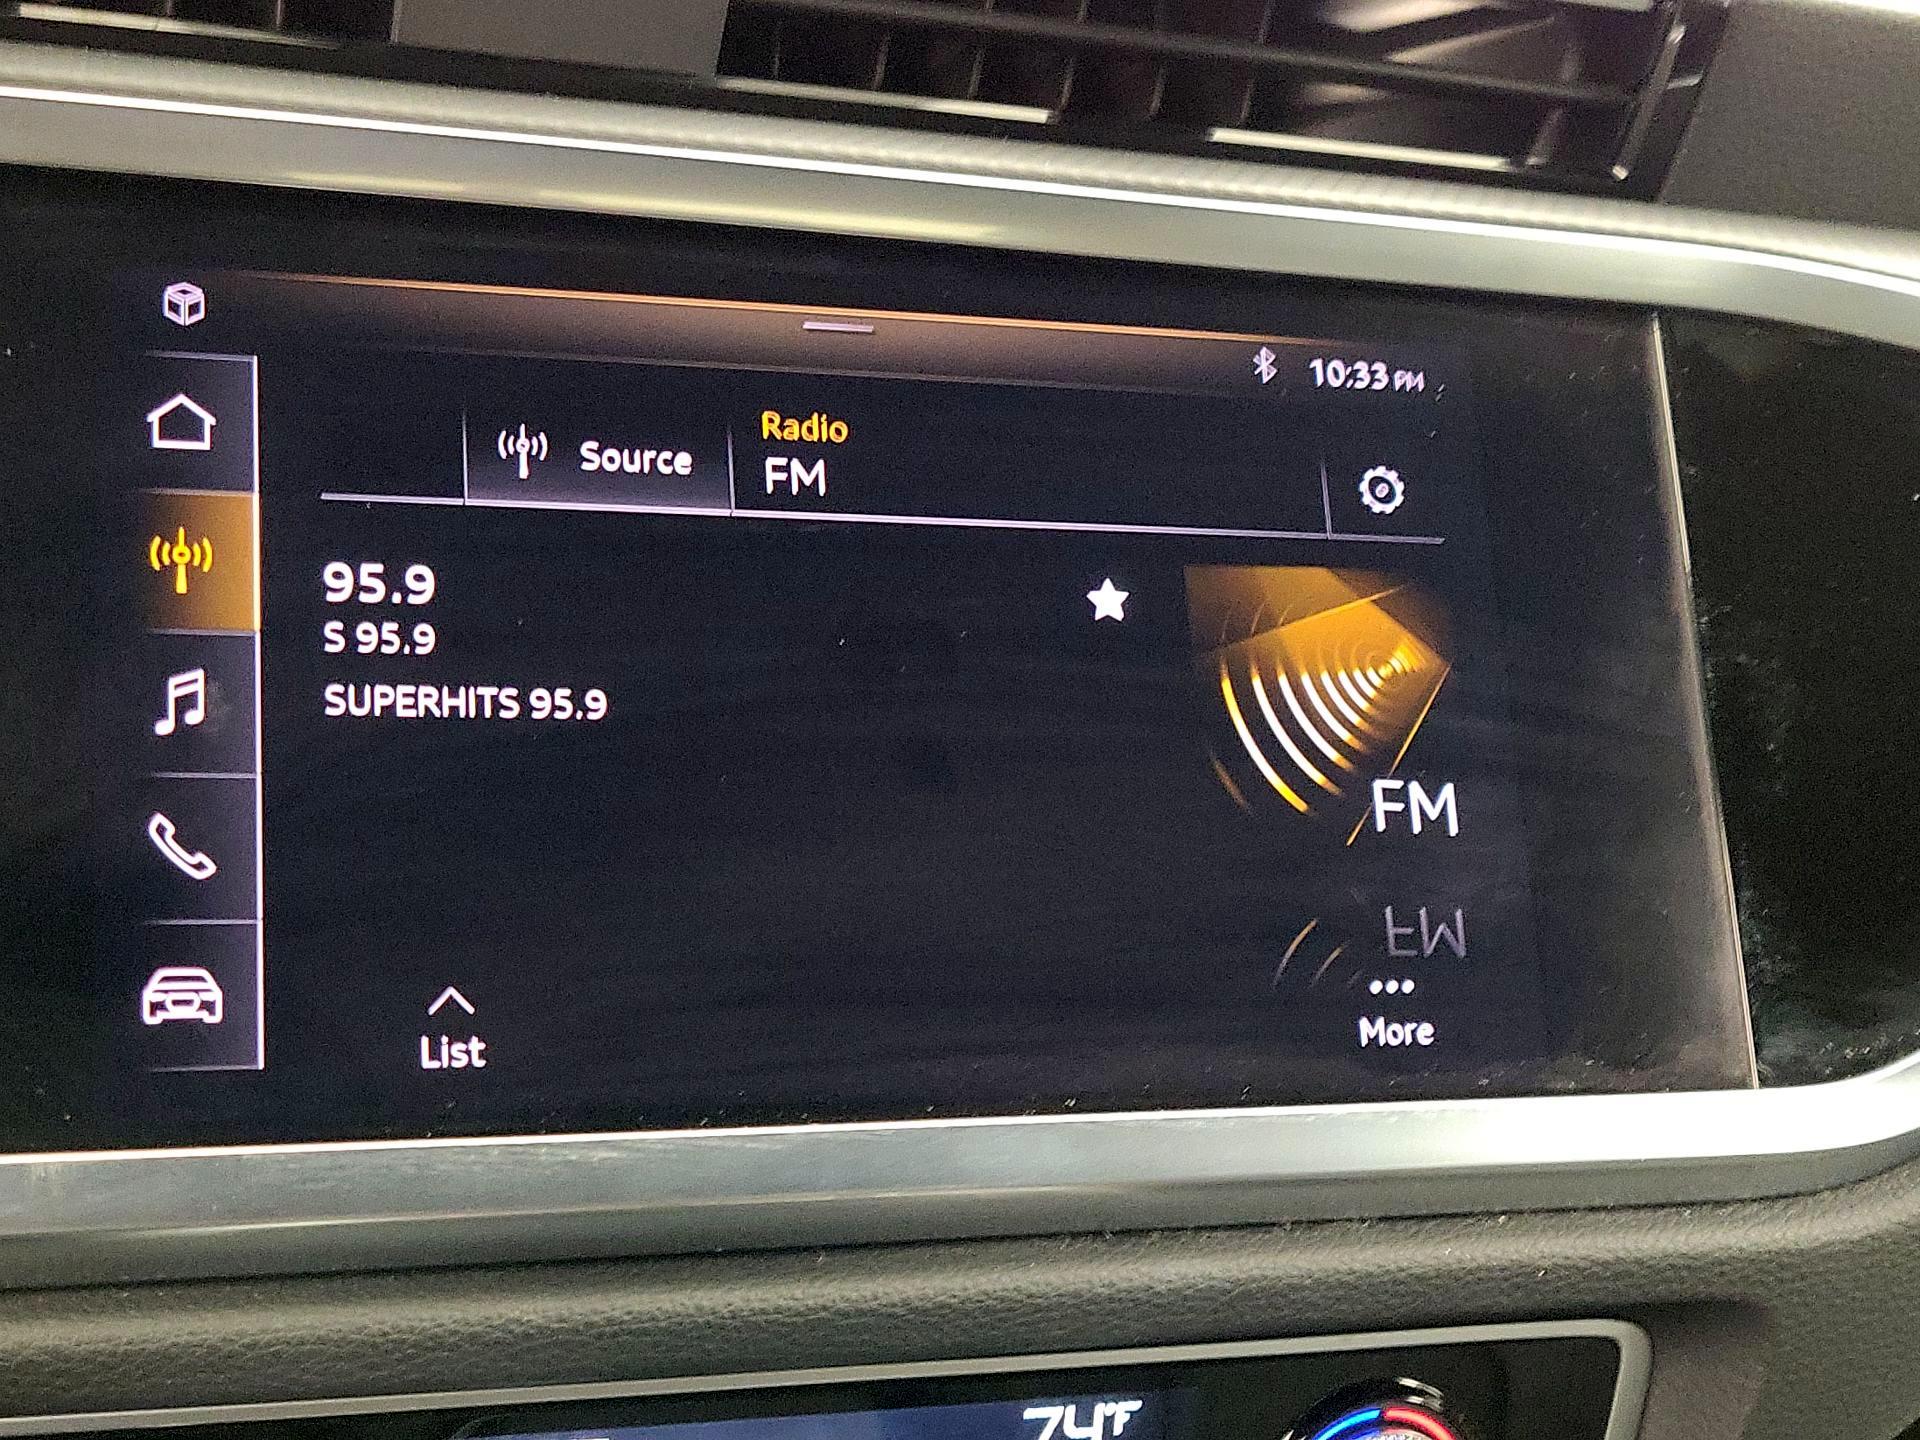 10:33 PM
Source
Radio
FM
95.9
S 95.9
SUPERHITS 95.9
FM
FM
List
More
74°F